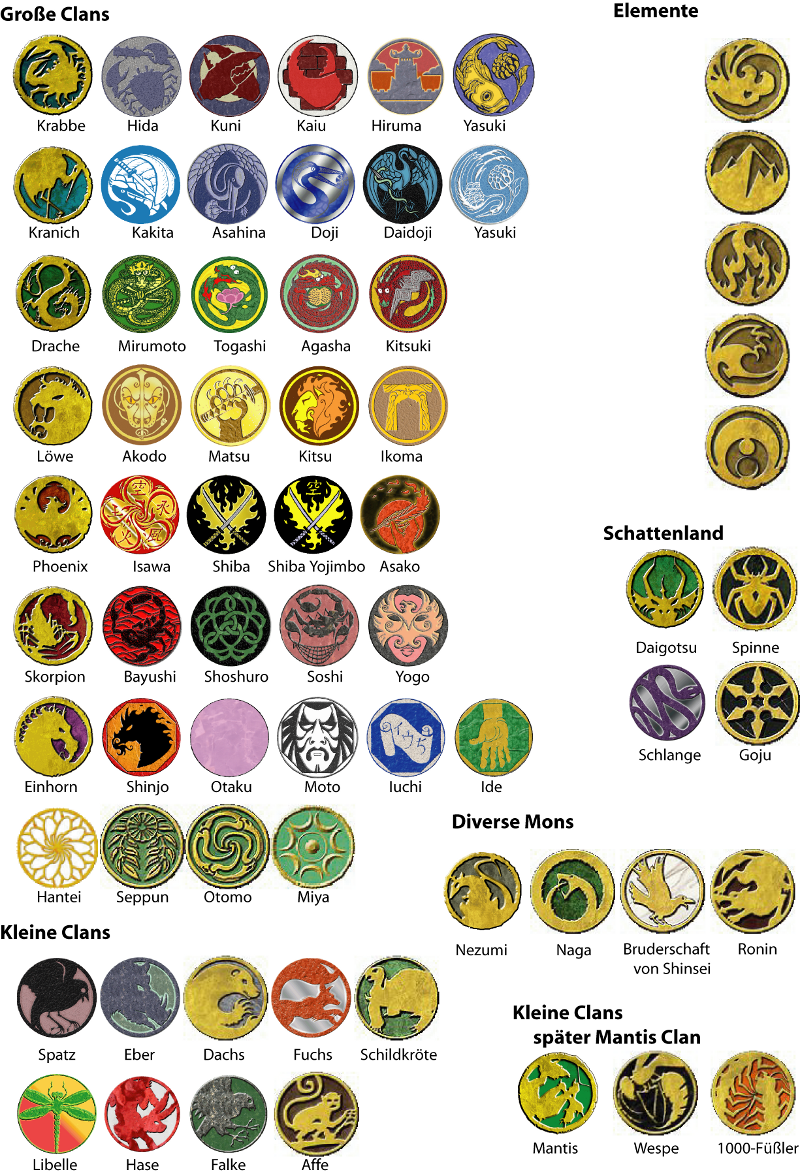 Große Clans
Krabbe Hida Kuni Kaiu Hiruma Yasuki
Kranich Kakita Asahina Doji Daidoji Yasuki
Drache Mirumoto Togashi Agasha Kitsuki
Löwe Akodo Matsu Kitsu Ikoma
Phoenix Isawa Shiba Shiba Yojimbo Asako
Skorpion Bayushi Shoshuro Soshi Yogo
Einhorn Shinjo Otaku Moto Iuchi Ide
Hantei Seppun Otomo Miya
Kleine Clans
Spatz Eber Dachs Fuchs Schildkröte
Libelle Hase Falke Affe
Elemente
Schattenland
Daigotsu Spinne
Schlange Goju
Diverse Mons
Nezumi Naga Bruderschaft Ronin
von Shinsei
Kleine Clans
später Mantis Clan
Mantis Wespe 1000-Füßler